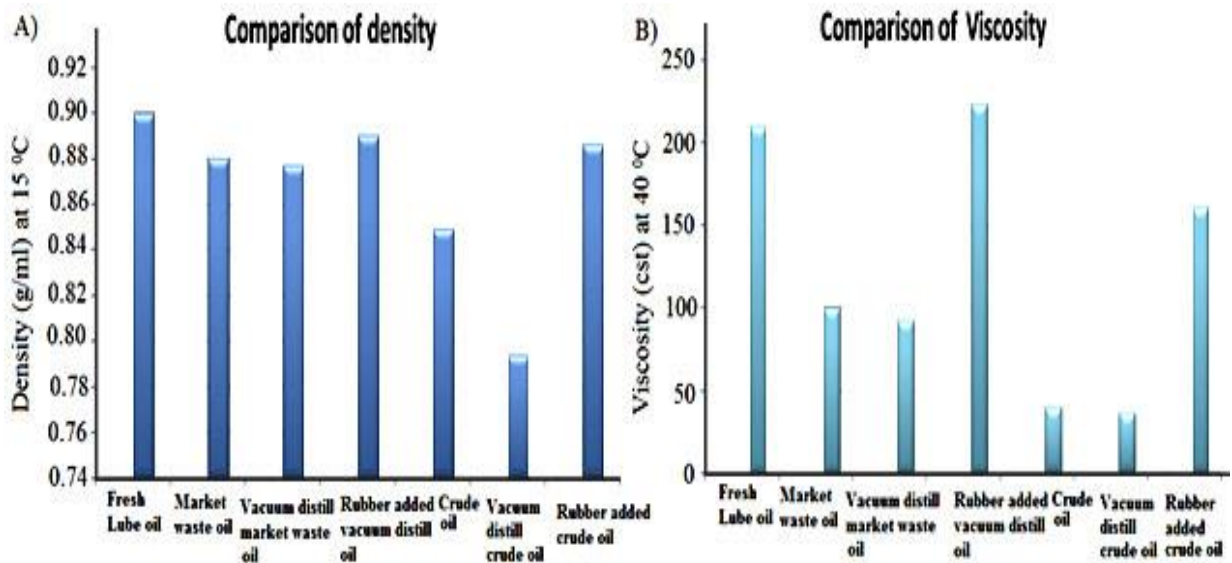 A)
Comparison of density
Density (g/ml) at 15 ⁰C
0.92
0.90
0.88
0.86
0.84
0.82
0.80
0.78
0.76
0.74
Fresh
Lube oil
Market
waste oil
Vacuum distill
market waste
oil
Rubber added
vacuum distill
oil
Crude
oil
Vacuum
distill
crude oil
Rubber added
crude oil
B)
Comparison of Viscosity
Viscosity (cst) at 40 ⁰C
250
200
150
100
50
0
Fresh
Lube oil
Market
waste oil
Vacuum distill
market waste
oil
Rubber added
vacuum distill
oil
Crude
oil
Vacuum
distill
crude oil
Rubber
added
crude oil